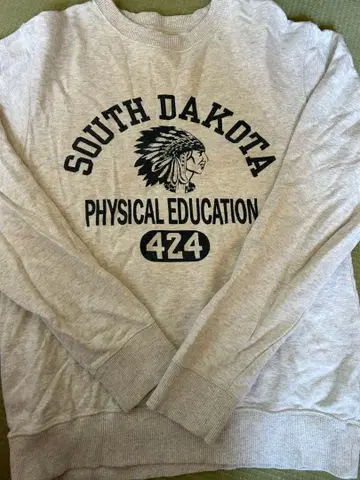 SOUTH DAKOTA
PHYSICAL EDUCATION
424